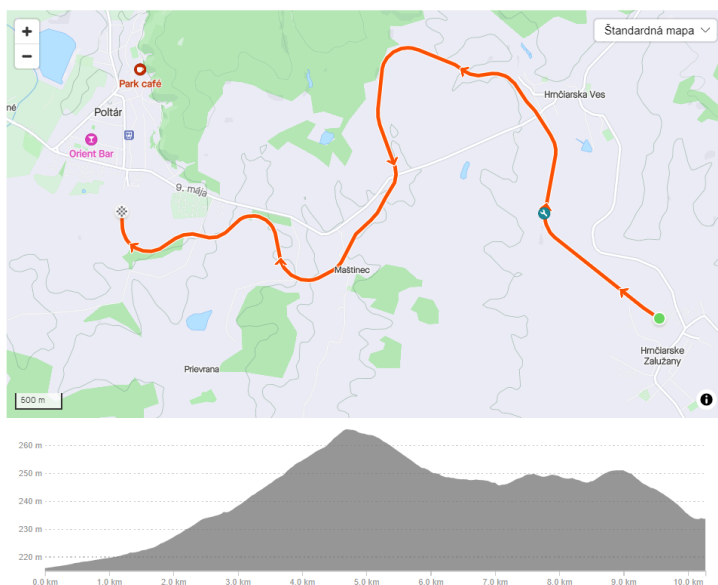 +
−
Štandardná mapa
Park café
Hrnčiarska Ves
né
Poltár
Orient Bar
9. mája
Maštinec
Hrnčiarske
Zalužany
Prievrana
500 m
260 m
250 m
240 m
230 m
220 m
0.0 km 1.0 km 2.0 km 3.0 km 4.0 km 5.0 km 6.0 km 7.0 km 8.0 km 9.0 km 10.0 km